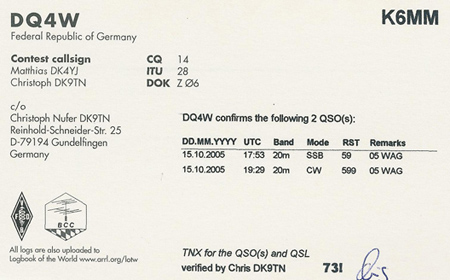 DQ4W
K6MM
Federal Republic of Germany
Contest callsign CQ 14
Matthias DK4YJ ITU 28
Christoph DK9TN DOK Z Ø6
c/o
Christoph Nufer DK9TN
Reinhold-Schneider-Str. 25
D-79194 Gundelfingen
Germany
DQ4W confirms the following 2 QSO(s):
DD.MM.YYYY UTC Band Mode RST Remarks
15.10.2005 17:53 20m SSB 59 05 WAG
15.10.2005 19:29 20m CW 599 05 WAG
BCC
All logs are also uploaded to
Logbook of the World www.arrl.org/lotw
TNX for the QSO(s) and QSL
verified by Chris DK9TN 73!